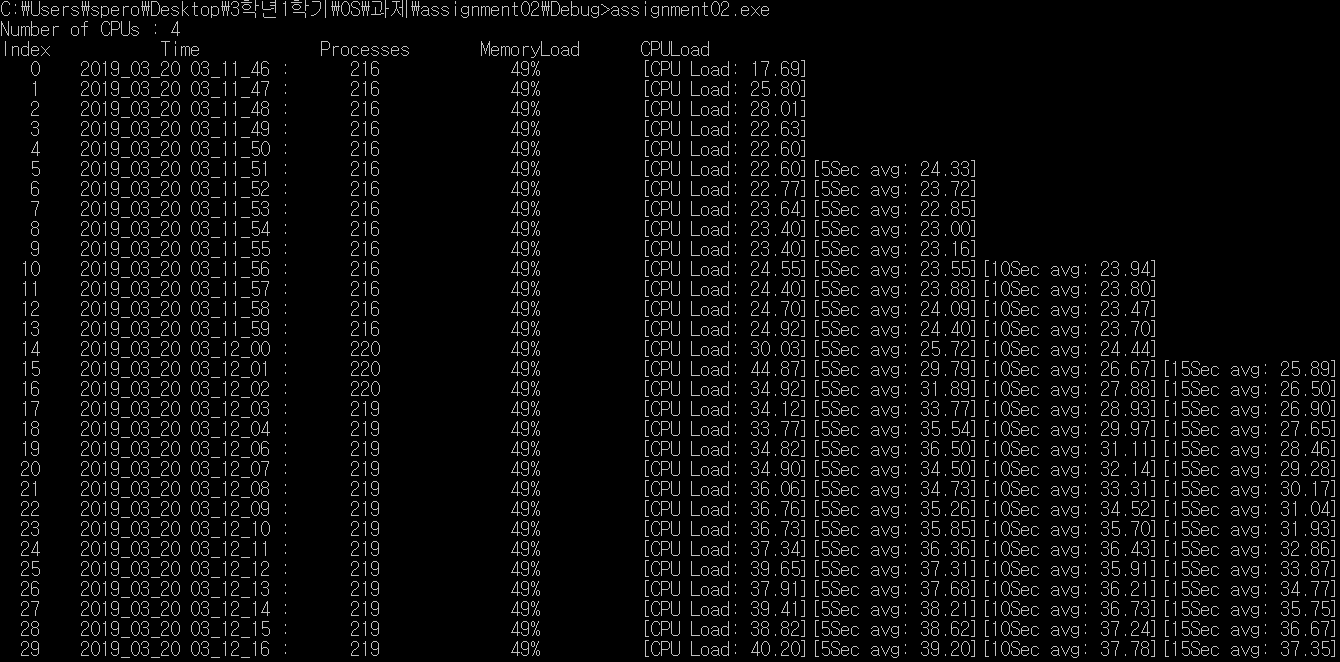 C:₩Users₩spero₩Desktop₩3학년1학기₩OS₩과제₩assignment02₩Debug>assignment02.exe
Number of CPUs : 4
Index Time Processes MemoryLoad CPULoad
0 2019_03_20 03_11_46 : 216 49% [CPU Load: 17.69]
1 2019_03_20 03_11_47 : 216 49% [CPU Load: 25.80]
2 2019_03_20 03_11_48 : 216 49% [CPU Load: 28.01]
3 2019_03_20 03_11_49 : 216 49% [CPU Load: 22.63]
4 2019_03_20 03_11_50 : 216 49% [CPU Load: 22.60]
5 2019_03_20 03_11_51 : 216 49% [CPU Load: 22.60][5Sec avg: 24.33]
6 2019_03_20 03_11_52 : 216 49% [CPU Load: 22.77][5Sec avg: 23.72]
7 2019_03_20 03_11_53 : 216 49% [CPU Load: 23.64][5Sec avg: 22.85]
8 2019_03_20 03_11_54 : 216 49% [CPU Load: 23.40][5Sec avg: 23.00]
9 2019_03_20 03_11_55 : 216 49% [CPU Load: 23.40][5Sec avg: 23.16]
10 2019_03_20 03_11_56 : 216 49% [CPU Load: 24.55][5Sec avg: 23.55][10Sec avg: 23.94]
11 2019_03_20 03_11_57 : 216 49% [CPU Load: 24.40][5Sec avg: 23.88][10Sec avg: 23.80]
12 2019_03_20 03_11_58 : 216 49% [CPU Load: 24.70][5Sec avg: 24.09][10Sec avg: 23.47]
13 2019_03_20 03_11_59 : 216 49% [CPU Load: 24.92][5Sec avg: 24.40][10Sec avg: 23.70]
14 2019_03_20 03_12_00 : 220 49% [CPU Load: 30.03][5Sec avg: 25.72][10Sec avg: 24.44]
15 2019_03_20 03_12_01 : 220 49% [CPU Load: 44.87][5Sec avg: 29.79][10Sec avg: 26.67][15Sec avg: 25.89]
16 2019_03_20 03_12_02 : 220 49% [CPU Load: 34.92][5Sec avg: 31.89][10Sec avg: 27.88][15Sec avg: 26.50]
17 2019_03_20 03_12_03 : 219 49% [CPU Load: 34.12][5Sec avg: 33.77][10Sec avg: 28.93][15Sec avg: 26.90]
18 2019_03_20 03_12_04 : 219 49% [CPU Load: 33.77][5Sec avg: 35.54][10Sec avg: 29.97][15Sec avg: 27.65]
19 2019_03_20 03_12_06 : 219 49% [CPU Load: 34.82][5Sec avg: 36.50][10Sec avg: 31.11][15Sec avg: 28.46]
20 2019_03_20 03_12_07 : 219 49% [CPU Load: 34.90][5Sec avg: 34.50][10Sec avg: 32.14][15Sec avg: 29.28]
21 2019_03_20 03_12_08 : 219 49% [CPU Load: 36.06][5Sec avg: 34.73][10Sec avg: 33.31][15Sec avg: 30.17]
22 2019_03_20 03_12_09 : 219 49% [CPU Load: 36.76][5Sec avg: 35.26][10Sec avg: 34.52][15Sec avg: 31.04]
23 2019_03_20 03_12_10 : 219 49% [CPU Load: 36.73][5Sec avg: 35.85][10Sec avg: 35.70][15Sec avg: 31.93]
24 2019_03_20 03_12_11 : 219 49% [CPU Load: 37.34][5Sec avg: 36.36][10Sec avg: 36.43][15Sec avg: 32.86]
25 2019_03_20 03_12_12 : 219 49% [CPU Load: 39.65][5Sec avg: 37.31][10Sec avg: 35.91][15Sec avg: 33.87]
26 2019_03_20 03_12_13 : 219 49% [CPU Load: 37.91][5Sec avg: 37.68][10Sec avg: 36.21][15Sec avg: 34.77]
27 2019_03_20 03_12_14 : 219 49% [CPU Load: 39.41][5Sec avg: 38.21][10Sec avg: 36.73][15Sec avg: 35.75]
28 2019_03_20 03_12_15 : 219 49% [CPU Load: 38.82][5Sec avg: 38.62][10Sec avg: 37.24][15Sec avg: 36.67]
29 2019_03_20 03_12_16 : 219 49% [CPU Load: 40.20][5Sec avg: 39.20][10Sec avg: 37.78][15Sec avg: 37.35]